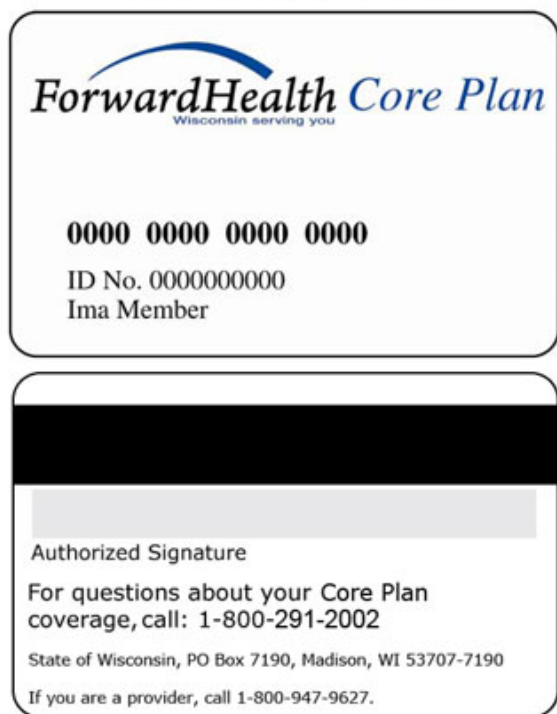 ForwardHealth Core Plan
Wisconsin serving you
0000 0000 0000 0000
ID No. 0000000000
Ima Member
Authorized Signature
For questions about your Core Plan
coverage, call: 1-800-291-2002
State of Wisconsin, PO Box 7190, Madison, WI 53707-7190
If you are a provider, call 1-800-947-9627.